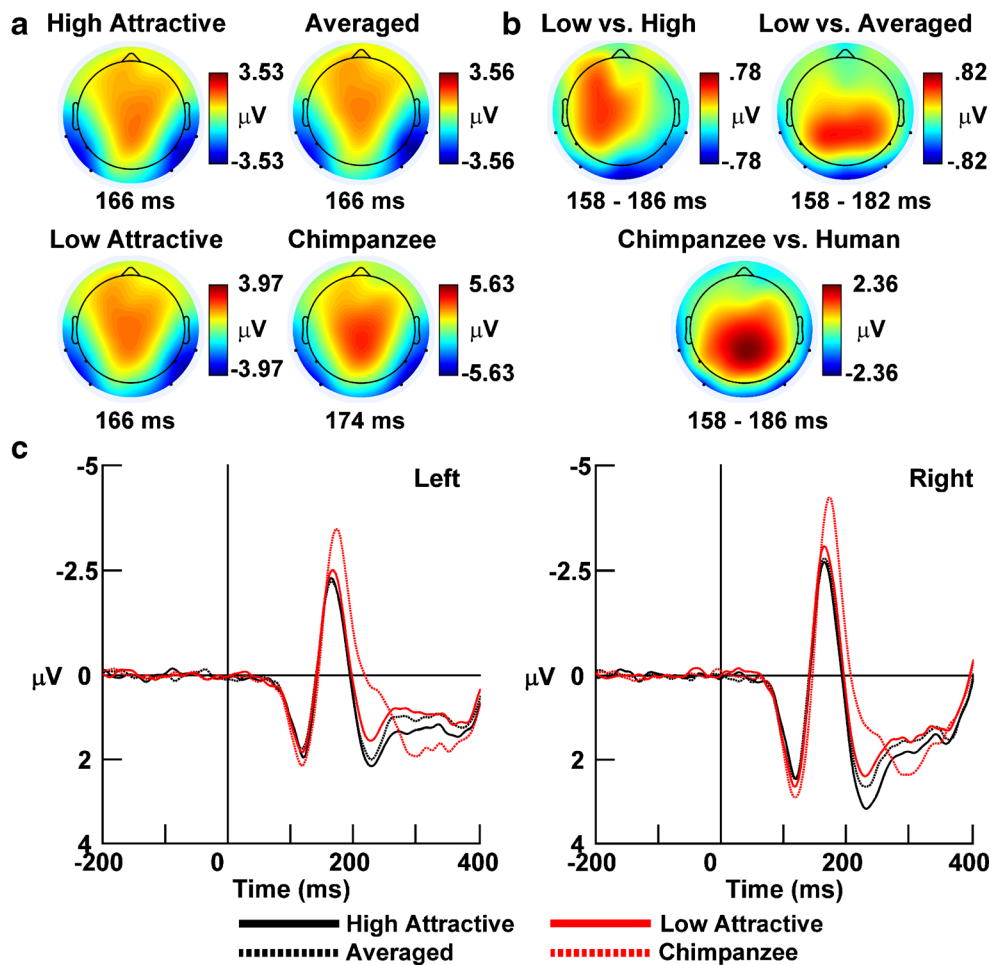 a
High Attractive
Averaged
3.53
μV
-3.53
3.56
μV
-3.56
166 ms
166 ms
Low Attractive
Chimpanzee
3.97
μV
-3.97
5.63
μV
-5.63
166 ms
174 ms
b
Low vs. High
Low vs. Averaged
.78
μV
-.78
.82
μV
-.82
158 - 186 ms
158 - 182 ms
Chimpanzee vs. Human
2.36
μV
-2.36
158 - 186 ms
c
-5
Left
-2.5
μV
0
2
4
-200
0
200
400
Time (ms)
-5
Right
-2.5
μV
0
2
4
-200
0
200
400
Time (ms)
High Attractive
Low Attractive
Averaged
Chimpanzee